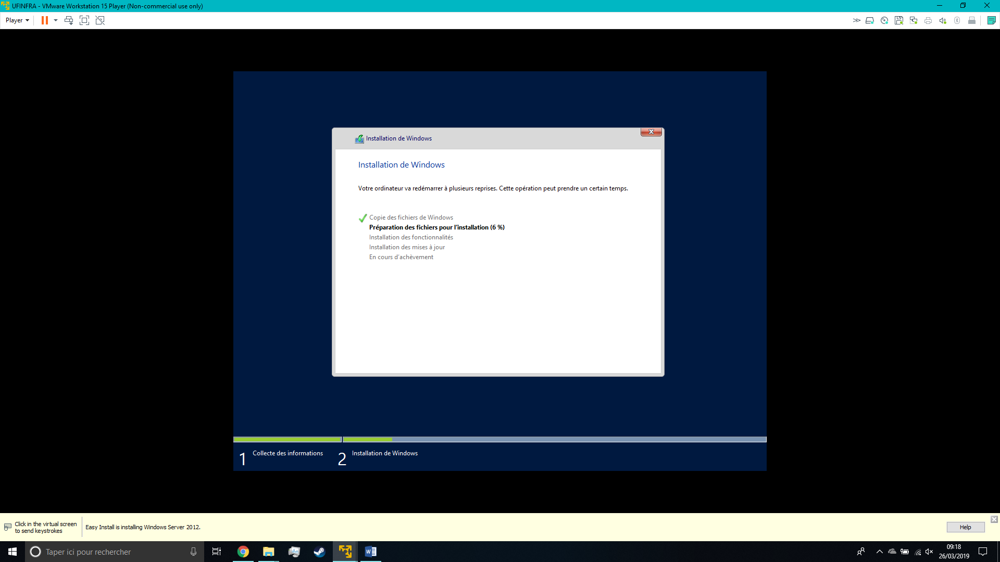 UFINFRA - VMware Workstation 15 Player (Non-commercial use only)
Player
Installation de Windows
Installation de Windows
Votre ordinateur va redémarrer à plusieurs reprises. Cette opération peut prendre un certain temps.
Copie des fichiers de Windows
Préparation des fichiers pour l'installation (6 %)
Installation des fonctionnalités
Installation des mises à jour
En cours d'achèvement
1 Collecte des informations 2 Installation de Windows
Click in the virtual screen
to send keystrokes
Easy Install is installing Windows Server 2012.
Help
Taper ici pour rechercher
09:18
26/03/2019